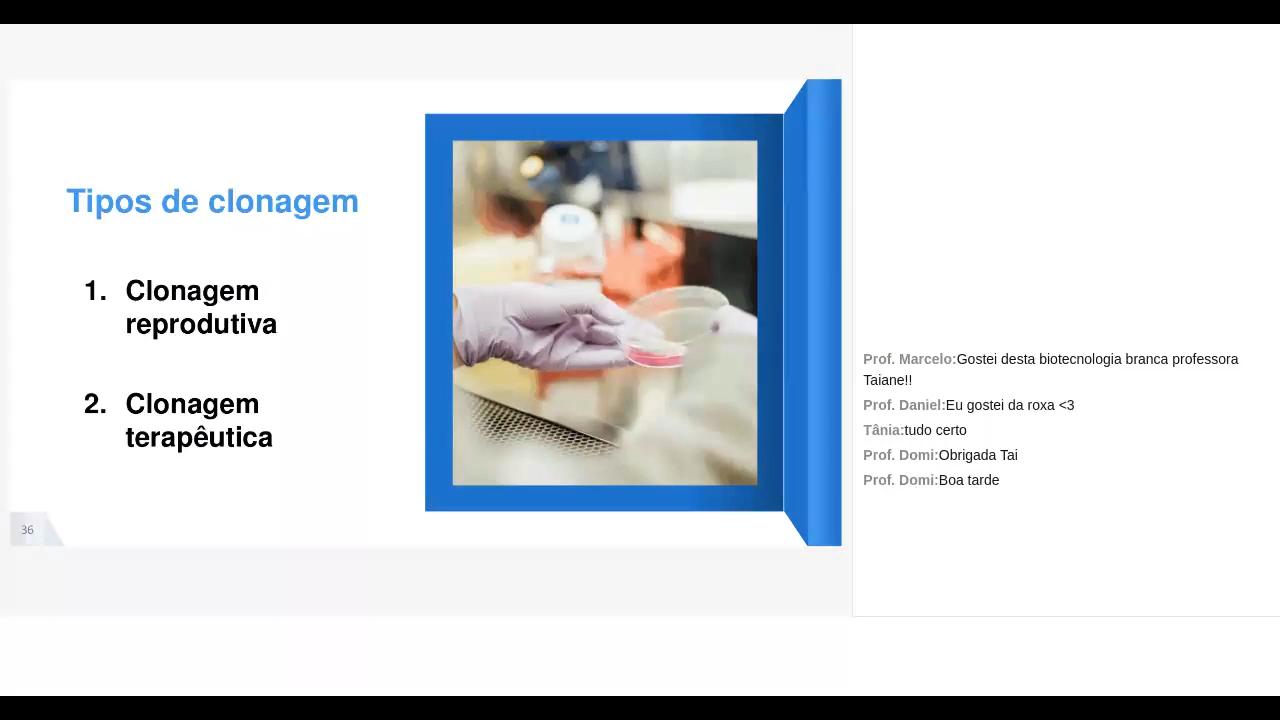 Tipos de clonagem
1. Clonagem
reprodutiva
2. Clonagem
terapêutica
36
Prof. Marcelo:Gostei desta biotecnologia branca professora
Taiane!!
Prof. Daniel:Eu gostei da roxa <3
Tânia:tudo certo
Prof. Domi:Obrigada Tai
Prof. Domi:Boa tarde